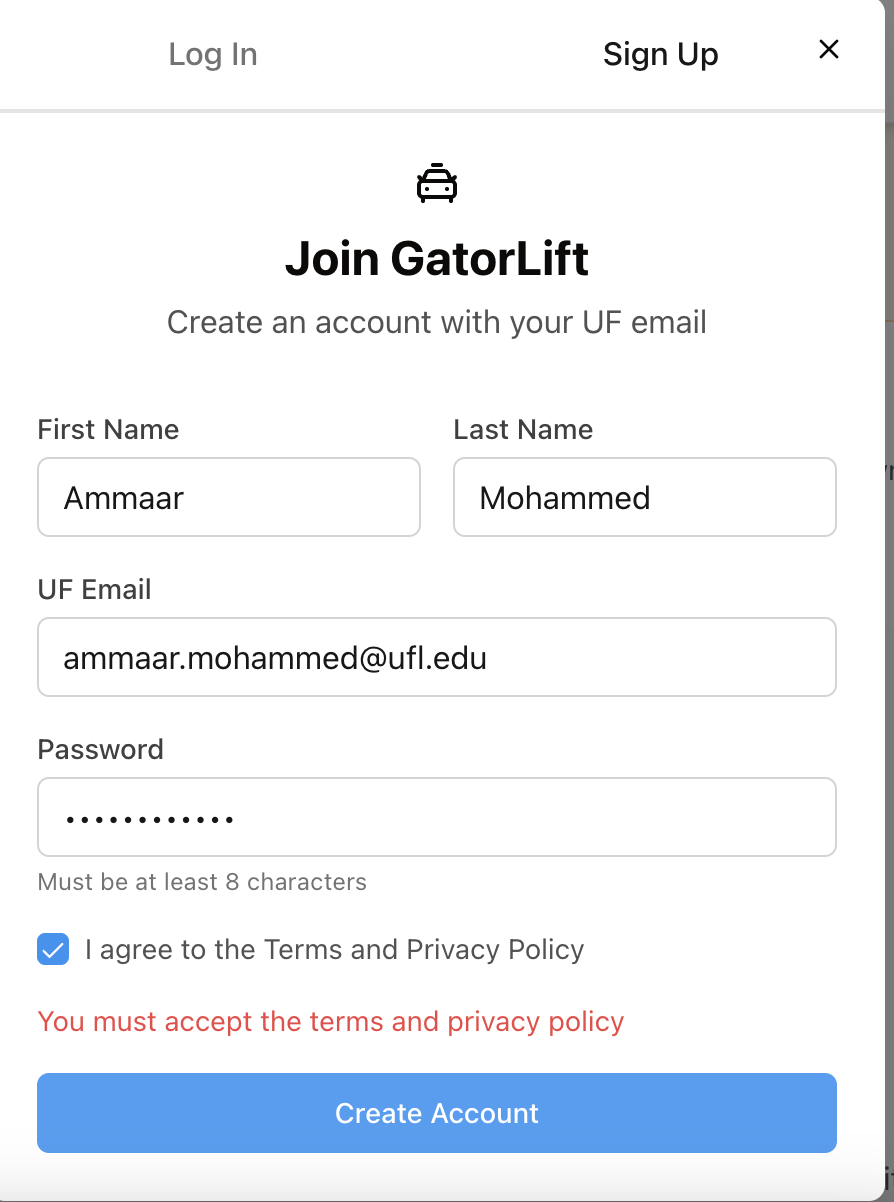 Log In
Sign Up
Join GatorLift
Create an account with your UF email
First Name
Last Name
Ammaar
Mohammed
UF Email
ammaar.mohammed@ufl.edu
Password
••••••••••••
Must be at least 8 characters
I agree to the Terms and Privacy Policy
You must accept the terms and privacy policy
Create Account